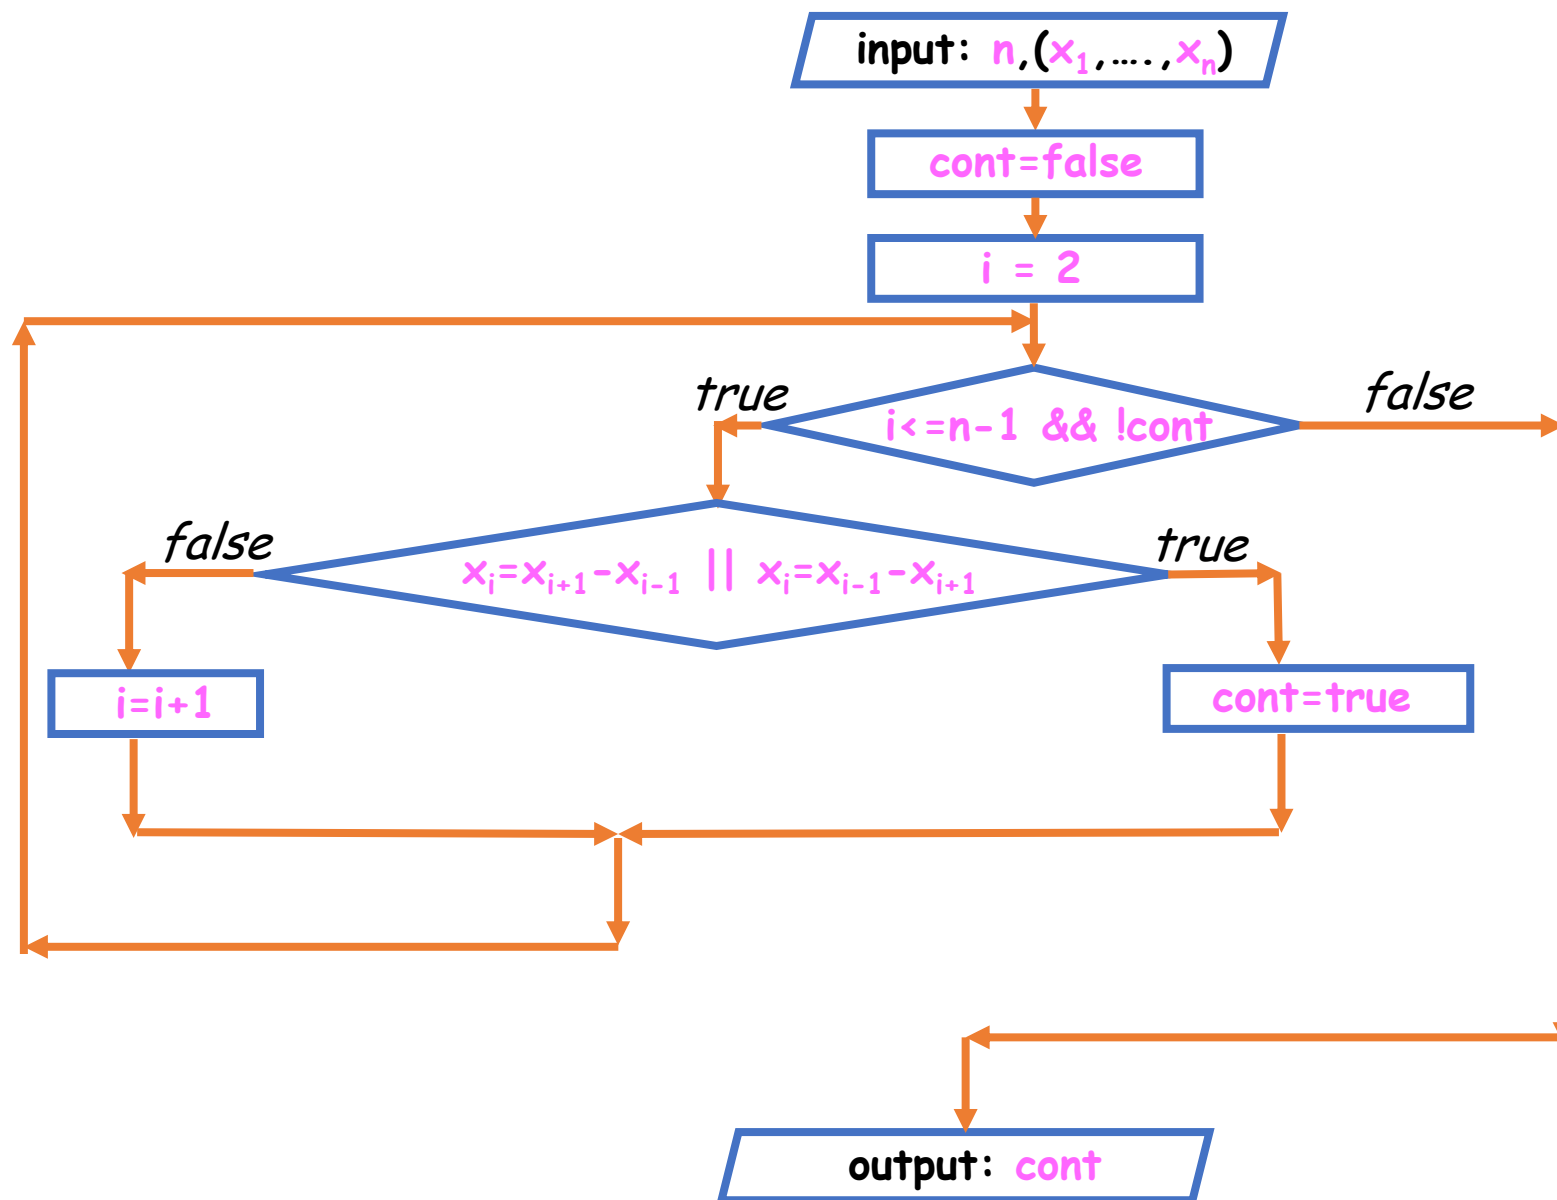 input: n,(x₁,.....,xₙ)
cont=false
i = 2
true
false
i<=n-1 && !cont
false
true
xᵢ=xᵢ₊₁-xᵢ₋₁ || xᵢ=xᵢ₋₁-xᵢ₊₁
i=i+1
cont=true
output: cont